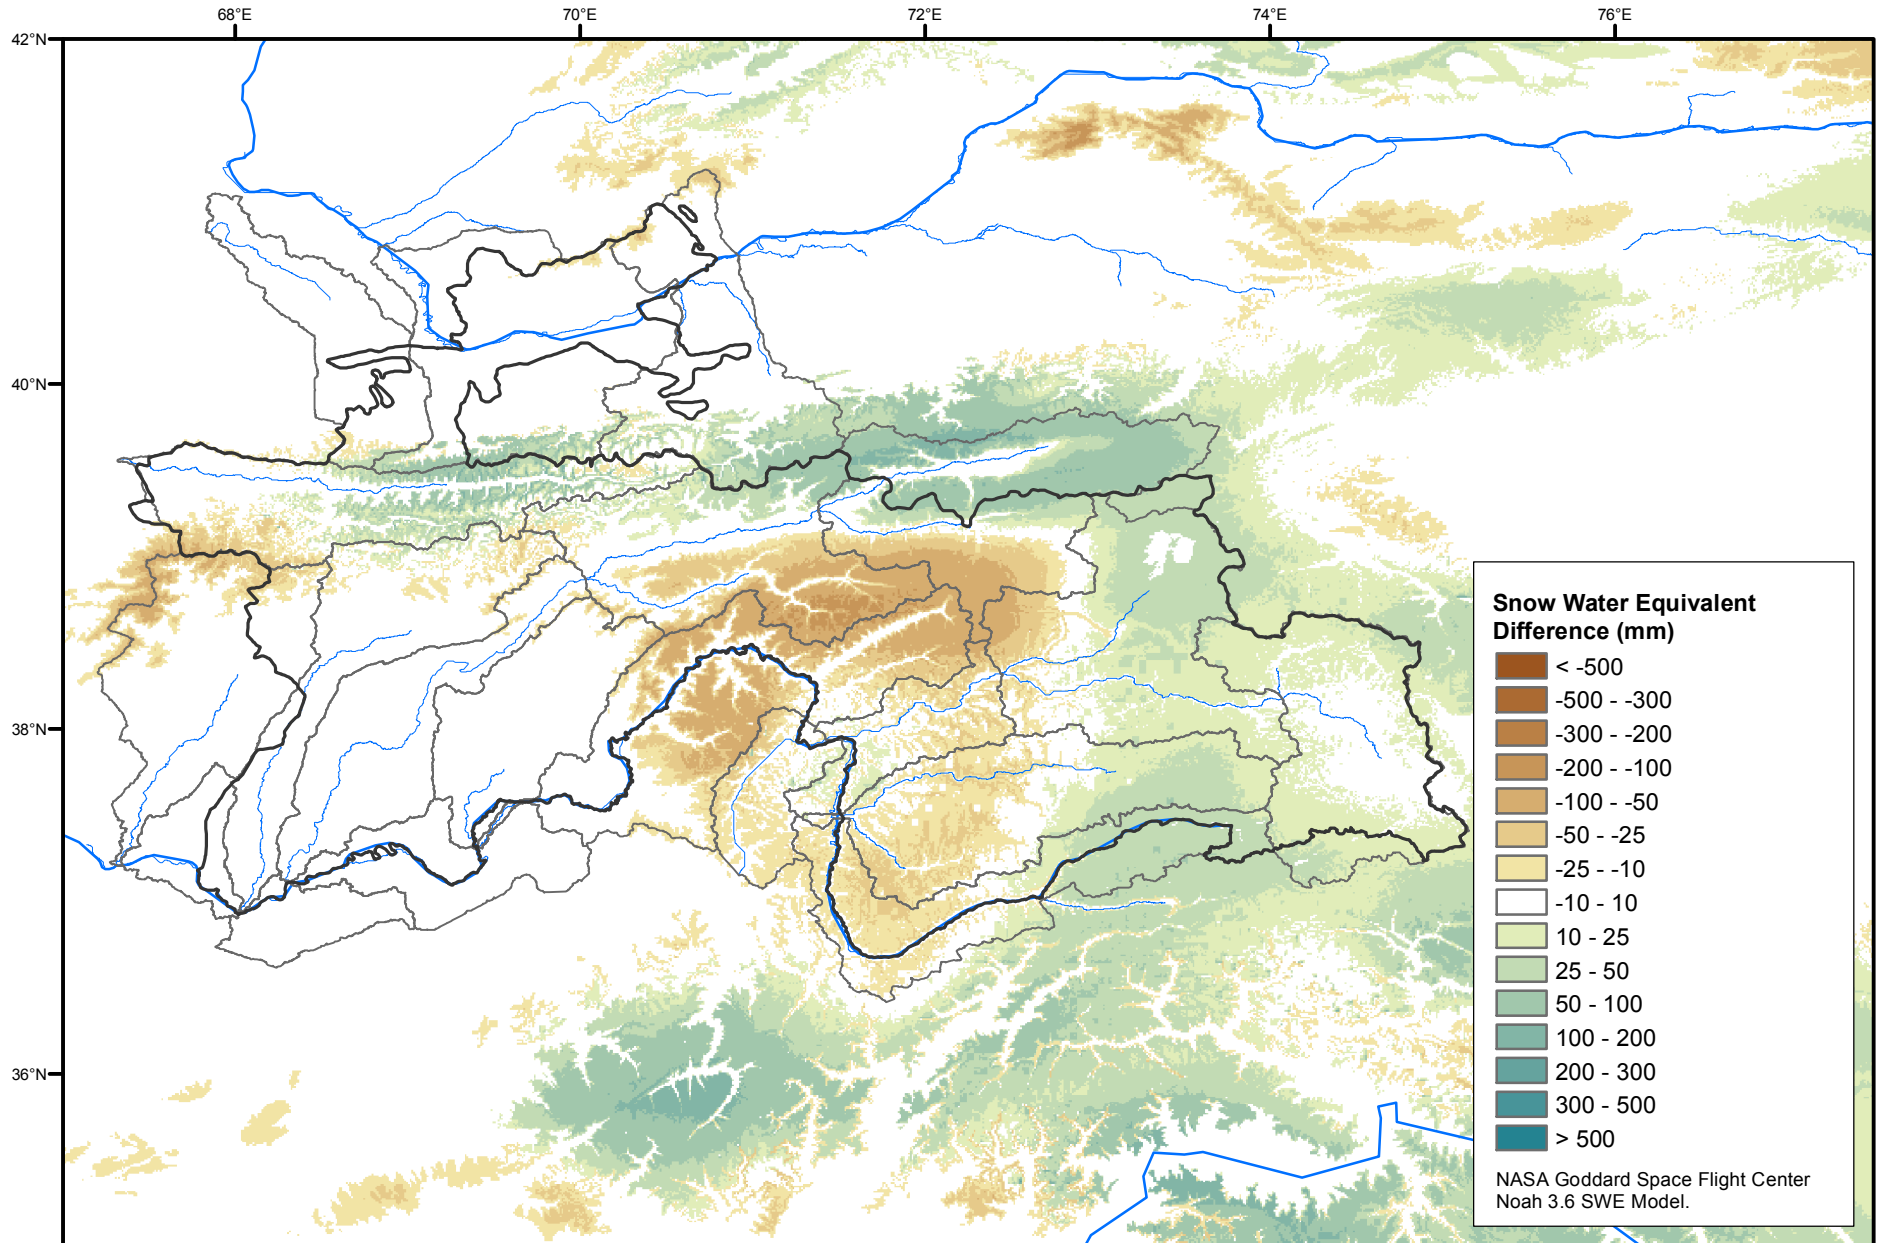 68°E 70°E 72°E 74°E 76°E
42°N
40°N
38°N
36°N
Snow Water Equivalent
Difference (mm)
< -500
-500 - -300
-300 - -200
-200 - -100
-100 - -50
-50 - -25
-25 - -10
-10 - 10
10 - 25
25 - 50
50 - 100
100 - 200
200 - 300
300 - 500
> 500
NASA Goddard Space Flight Center
Noah 3.6 SWE Model.